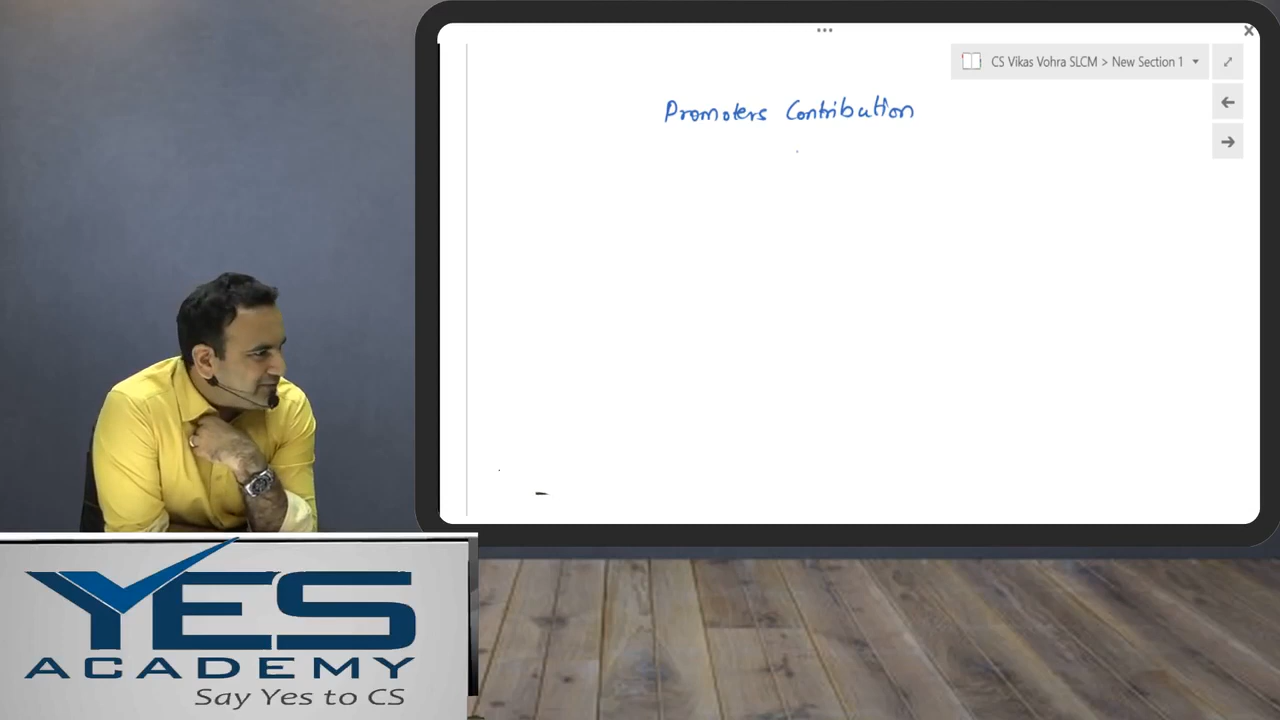 CS Vikas Vohra SLCM > New Section 1
Promoters Contribution
YES
ACADEMY
Say Yes to CS